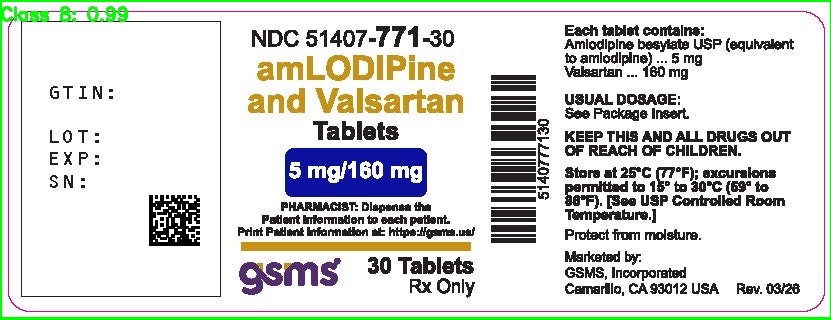 Class 8: 0.99
GTIN:
LOT:
EXP:
SN:
NDC 51407-771-30
amLODIPine
and Valsartan
Tablets
5 mg/160 mg
PHARMACIST: Dispense the
Patient Information to each patient.
Print Patient Information at: https://gsms.us/
gsms
30 Tablets
Rx Only
5140777130
Each tablet contains:
Amlodipine besylate USP (equivalent
to amlodipine) ... 5 mg
Valsartan ... 160 mg
USUAL DOSAGE:
See Package Insert.
KEEP THIS AND ALL DRUGS OUT
OF REACH OF CHILDREN.
Store at 25°C (77°F); excursions
permitted to 15° to 30°C (59° to
86°F). [See USP Controlled Room
Temperature.]
Protect from moisture.
Marketed by:
GSMS, Incorporated
Camarillo, CA 93012 USA Rev. 03/26